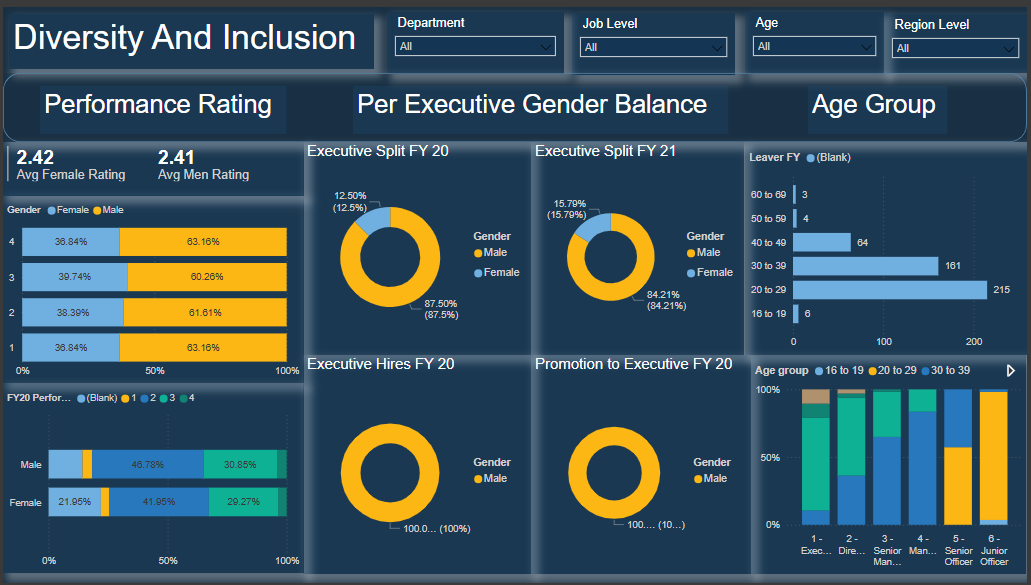 Diversity And Inclusion
Department
All
Job Level
All
Age
All
Region Level
All
Performance Rating
Per Executive Gender Balance
Age Group
2.42
Avg Female Rating
2.41
Avg Men Rating
Gender Female Male
4 36.84% 63.16%
3 39.74% 60.26%
2 38.39% 61.61%
1 36.84% 63.16%
0% 50% 100%
FY20 Perfor... (Blank) 1 2 3 4
Male 46.78% 30.85%
Female 21.95% 41.95% 29.27%
0% 50% 100%
Executive Split FY 20
12.50%
(12.5%)
Gender
Male
Female
87.50%
(87.5%)
Executive Split FY 21
15.79%
(15.79%)
Gender
Male
Female
84.21%
(84.21%)
Executive Hires FY 20
Gender
Male
100.0... (100%)
Promotion to Executive FY 20
Gender
Male
100.... (10...)
Leaver FY (Blank)
60 to 69 3
50 to 59 4
40 to 49 64
30 to 39 161
20 to 29 215
16 to 19 6
0 100 200
Age group 16 to 19 20 to 29 30 to 39
100%
50%
0%
1 -
Exec...
2 -
Dire...
3 -
Senior
Man...
4 -
Man...
5 -
Senior
Officer
6 -
Junior
Officer